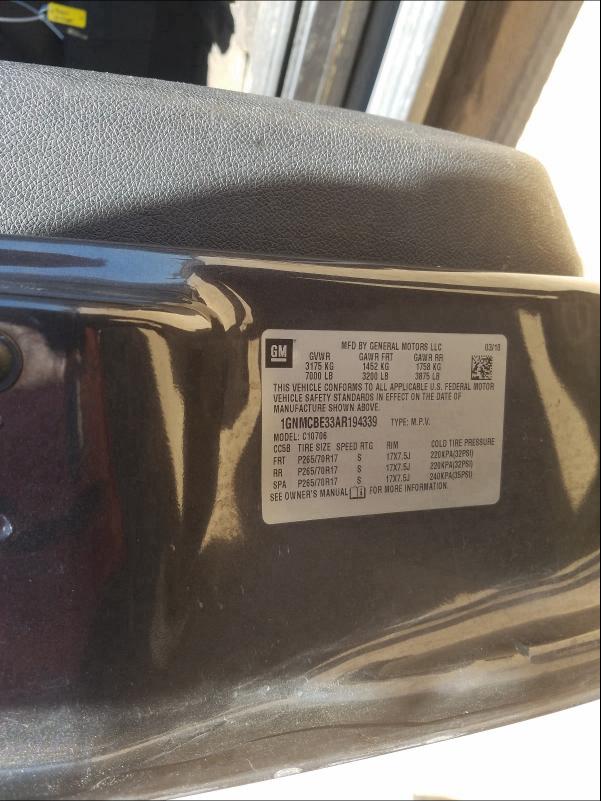 GM
MFD BY GENERAL MOTORS LLC 03/10
GVWR GAWR FRT GAWR RR
3175 KG 1452 KG 1758 KG
7000 LB 3200 LB 3875 LB
THIS VEHICLE CONFORMS TO ALL APPLICABLE U.S. FEDERAL MOTOR
VEHICLE SAFETY STANDARDS IN EFFECT ON THE DATE OF
MANUFACTURE SHOWN ABOVE.
1GNMCBE33AR194339 TYPE: M.P.V.
MODEL: C10706
CC5B TIRE SIZE SPEED RTG RIM COLD TIRE PRESSURE
FRT P265/70R17 S 17X7.5J 220KPA(32PSI)
RR P265/70R17 S 17X7.5J 220KPA(32PSI)
SPA P265/70R17 S 17X7.5J 240KPA(35PSI)
SEE OWNER'S MANUAL FOR MORE INFORMATION.